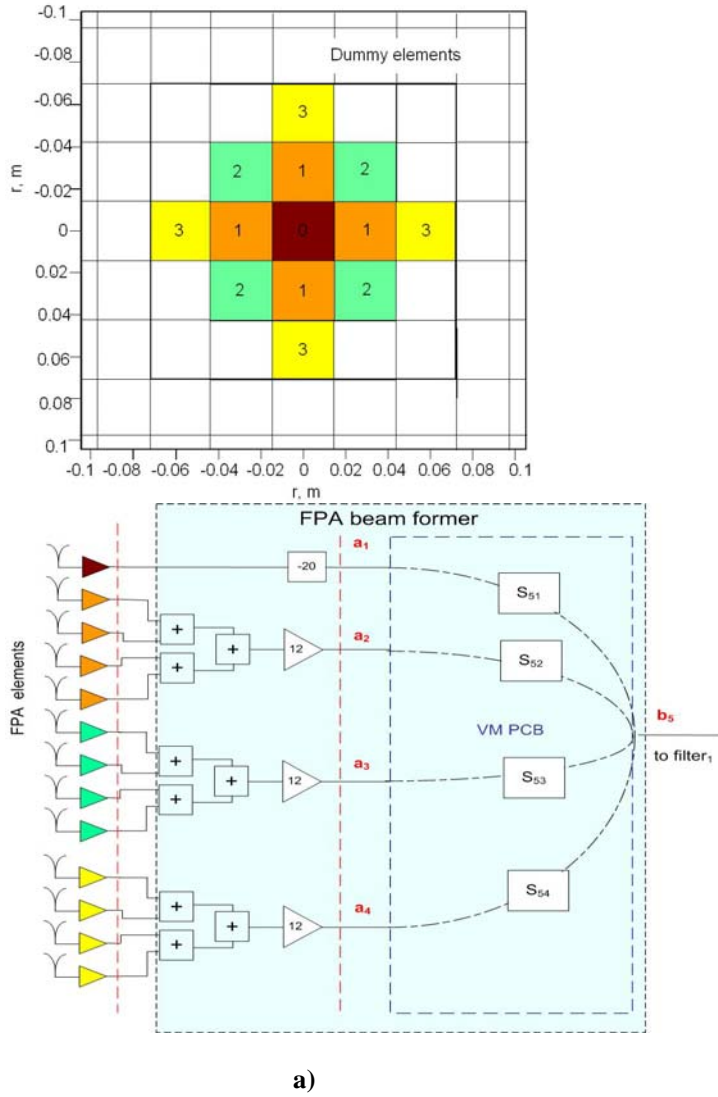 -0.1
-0.08
-0.06
-0.04
-0.02
0
0.02
0.04
0.06
0.08
0.1
r, m
Dummy elements
3
2 1 2
3 1 0 1 3
2 1 2
3
-0.1 -0.08 -0.06 -0.04 -0.02 0 0.02 0.04 0.06 0.08 0.1
r, m
FPA beam former
FPA elements
-20
a1
S51
+
+
+
12
a2
S52
VM PCB
b5
to filter1
+
+
+
12
a3
S53
+
+
+
12
a4
S54
a)